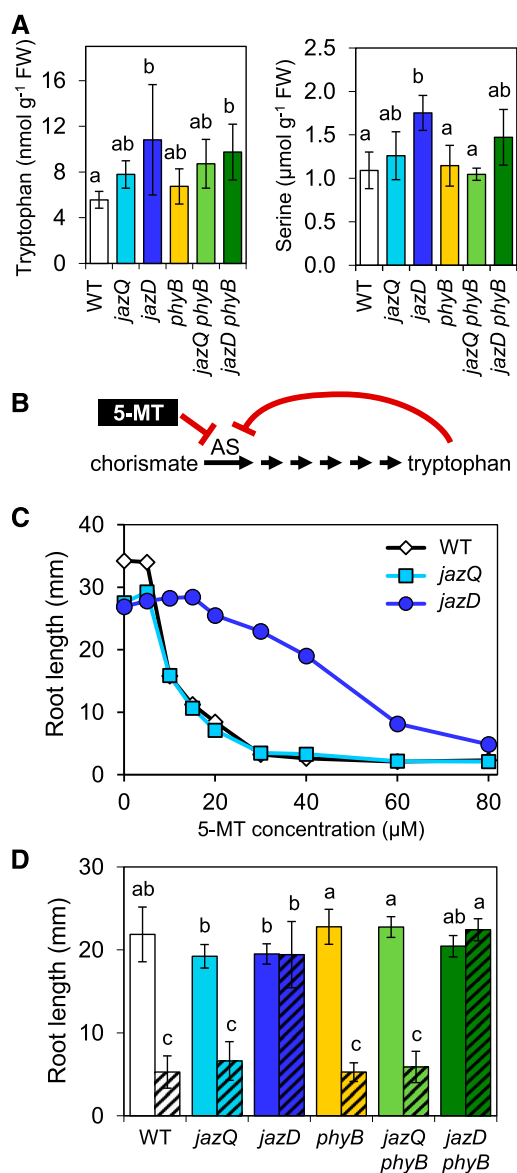 A
Tryptophan (nmol g⁻¹ FW)
16
12
8
4
0
a
ab
b
ab
ab
b
WT
jazQ
jazD
phyB
jazQ phyB
jazD phyB
Serine (µmol g⁻¹ FW)
2.5
2.0
1.5
1.0
0.5
0.0
a
ab
b
a
a
ab
WT
jazQ
jazD
phyB
jazQ phyB
jazD phyB
B
5-MT
AS
chorismate
tryptophan
C
Root length (mm)
40
30
20
10
0
WT
jazQ
jazD
0
20
40
60
80
5-MT concentration (µM)
D
Root length (mm)
30
20
10
0
ab
c
b
c
b
b
a
c
a
c
ab
a
WT
jazQ
jazD
phyB
jazQ
phyB
jazD
phyB